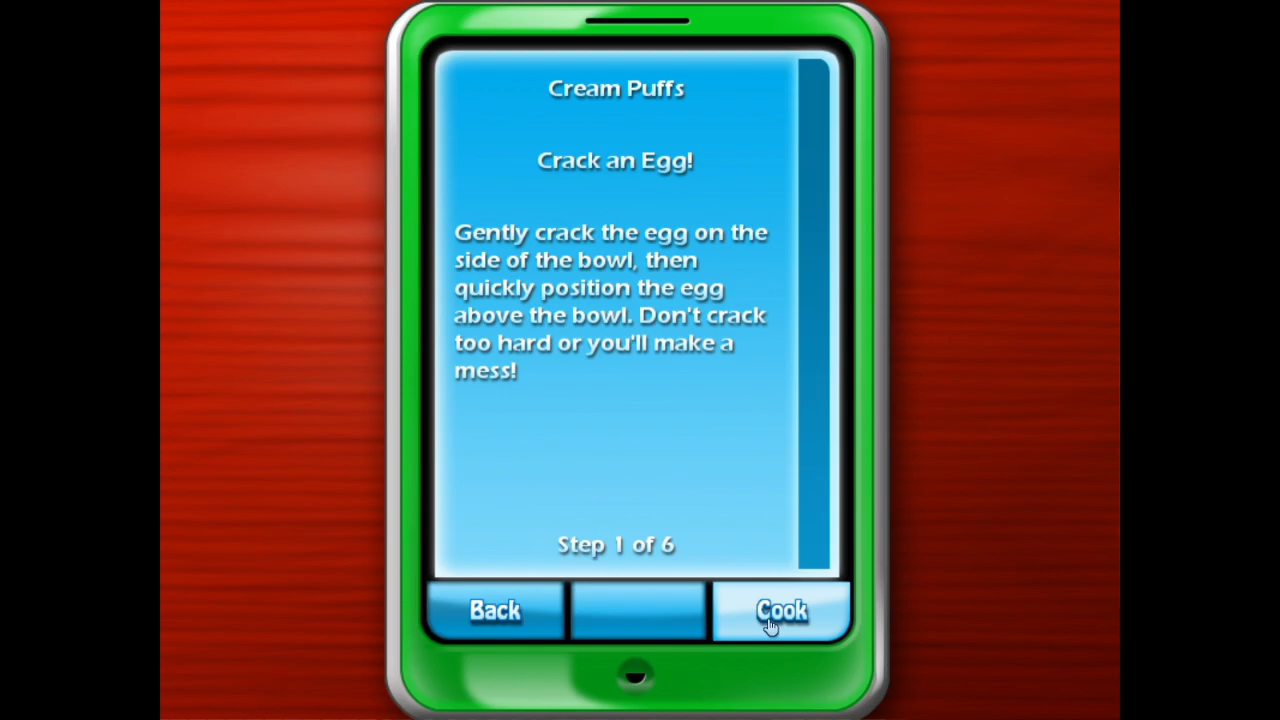 Cream Puffs
Crack an Egg!
Gently crack the egg on the
side of the bowl, then
quickly position the egg
above the bowl. Don't crack
too hard or you'll make a
mess!
Step 1 of 6
Back
Cook